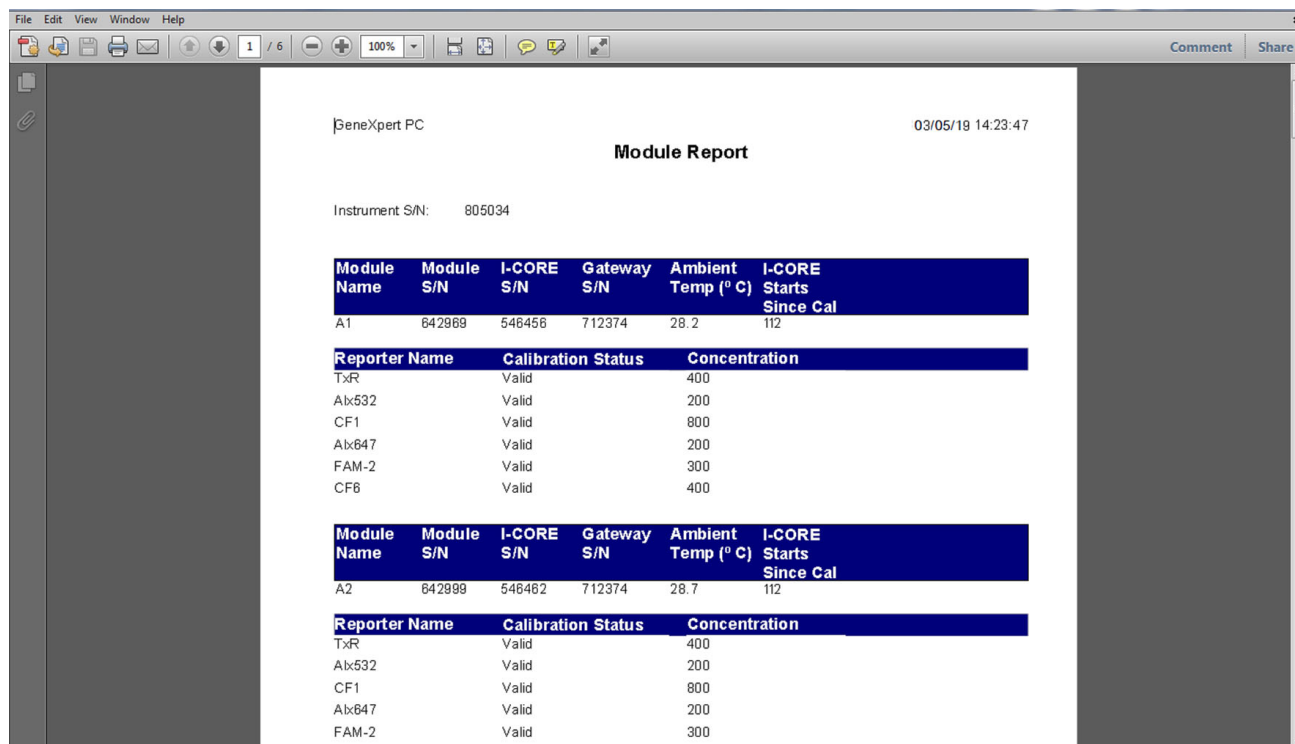 File Edit View Window Help
1 / 6 100% Comment Share
GeneXpert PC 03/05/19 14:23:47
Module Report
Instrument S/N: 805034
Module Module I-CORE Gateway Ambient I-CORE
Name S/N S/N S/N Temp (º C) Starts
Since Cal
A1 642969 546456 712374 28.2 112
Reporter Name Calibration Status Concentration
TxR Valid 400
Alx532 Valid 200
CF1 Valid 800
Alx647 Valid 200
FAM-2 Valid 300
CF6 Valid 400
Module Module I-CORE Gateway Ambient I-CORE
Name S/N S/N S/N Temp (º C) Starts
Since Cal
A2 642999 546462 712374 28.7 112
Reporter Name Calibration Status Concentration
TxR Valid 400
Alx532 Valid 200
CF1 Valid 800
Alx647 Valid 200
FAM-2 Valid 300